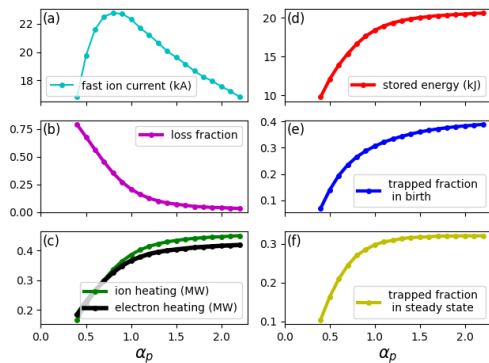 (a)
22
20
18
fast ion current (kA)
(b)
0.75
0.50
0.25
0.00
loss fraction
(c)
0.4
0.3
0.2
ion heating (MW)
electron heating (MW)
0.0 0.5 1.0 1.5 2.0
αp
(d)
20
15
10
stored energy (kJ)
(e)
0.4
0.3
0.2
0.1
trapped fraction
in birth
(f)
0.3
0.2
0.1
trapped fraction
in steady state
0.0 0.5 1.0 1.5 2.0
αp